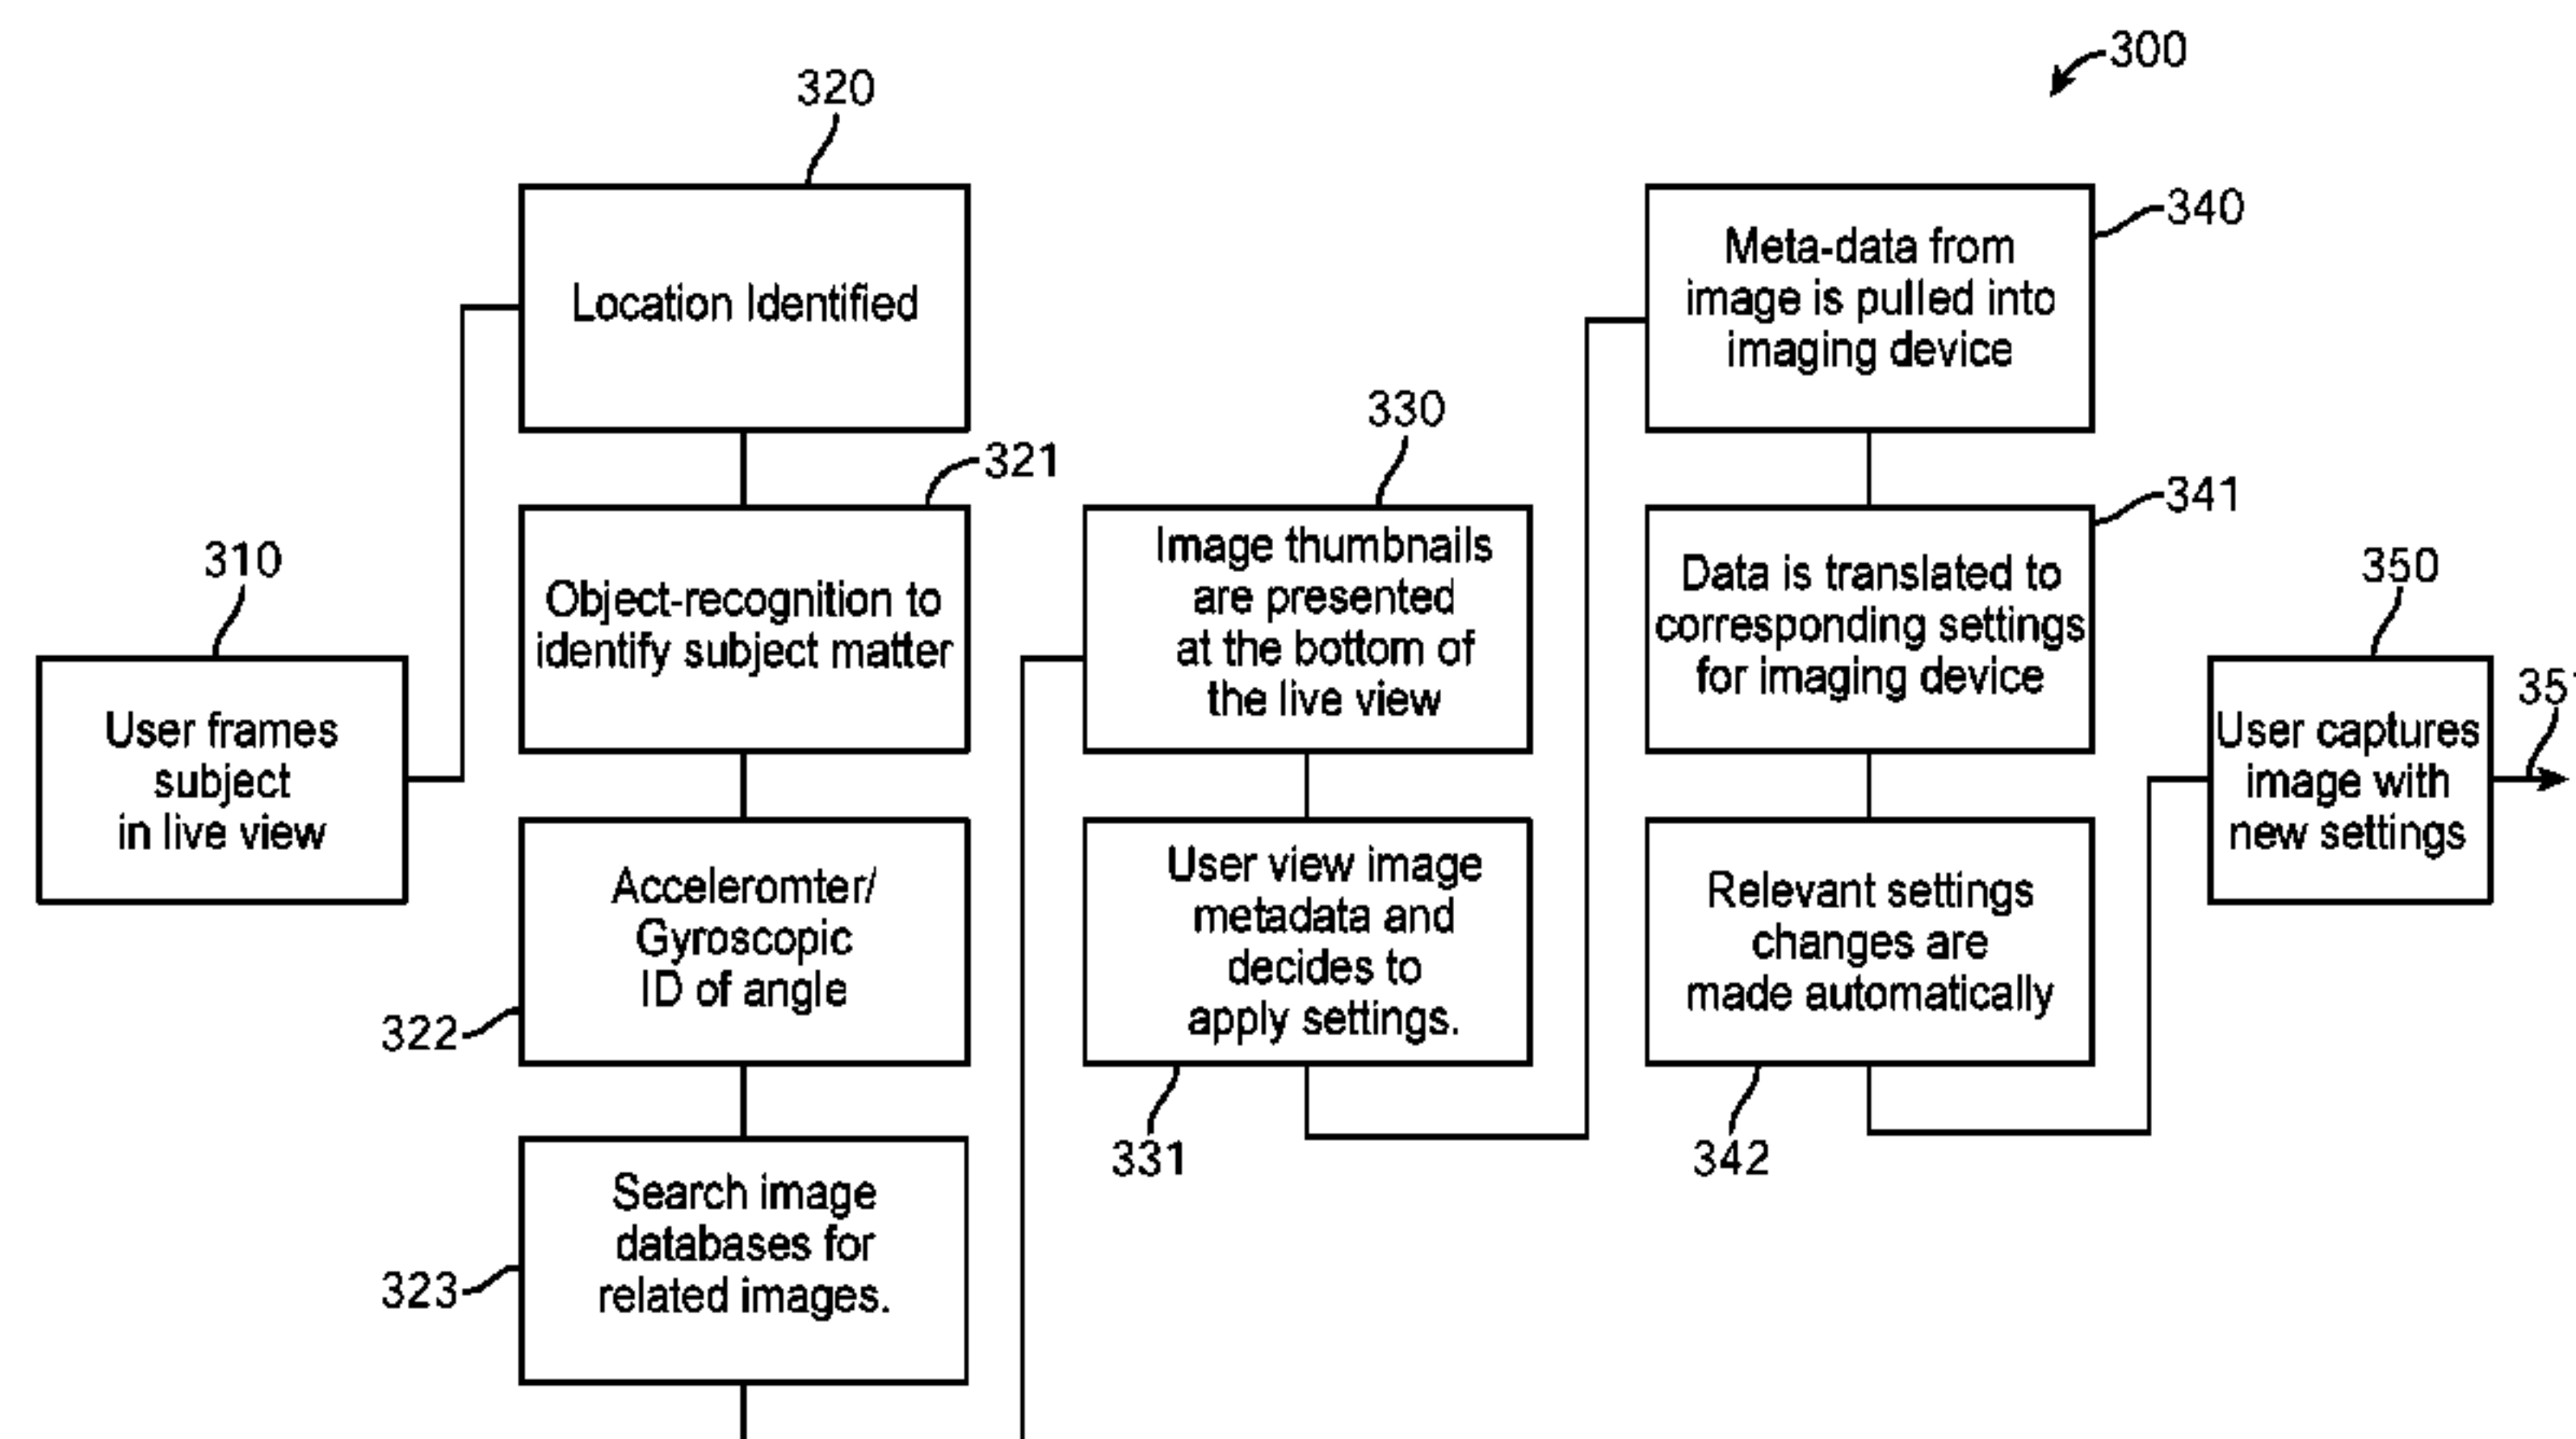 300
320
Location Identified
321
Object-recognition to
identify subject matter
310
User frames
subject
in live view
Acceleromter/
Gyroscopic
ID of angle
322
Search image
databases for
related images.
323
330
Image thumbnails
are presented
at the bottom of
the live view
User view image
metadata and
decides to
apply settings.
331
340
Meta-data from
image is pulled into
imaging device
341
Data is translated to
corresponding settings
for imaging device
Relevant settings
changes are
made automatically
342
350
User captures
image with
new settings
351